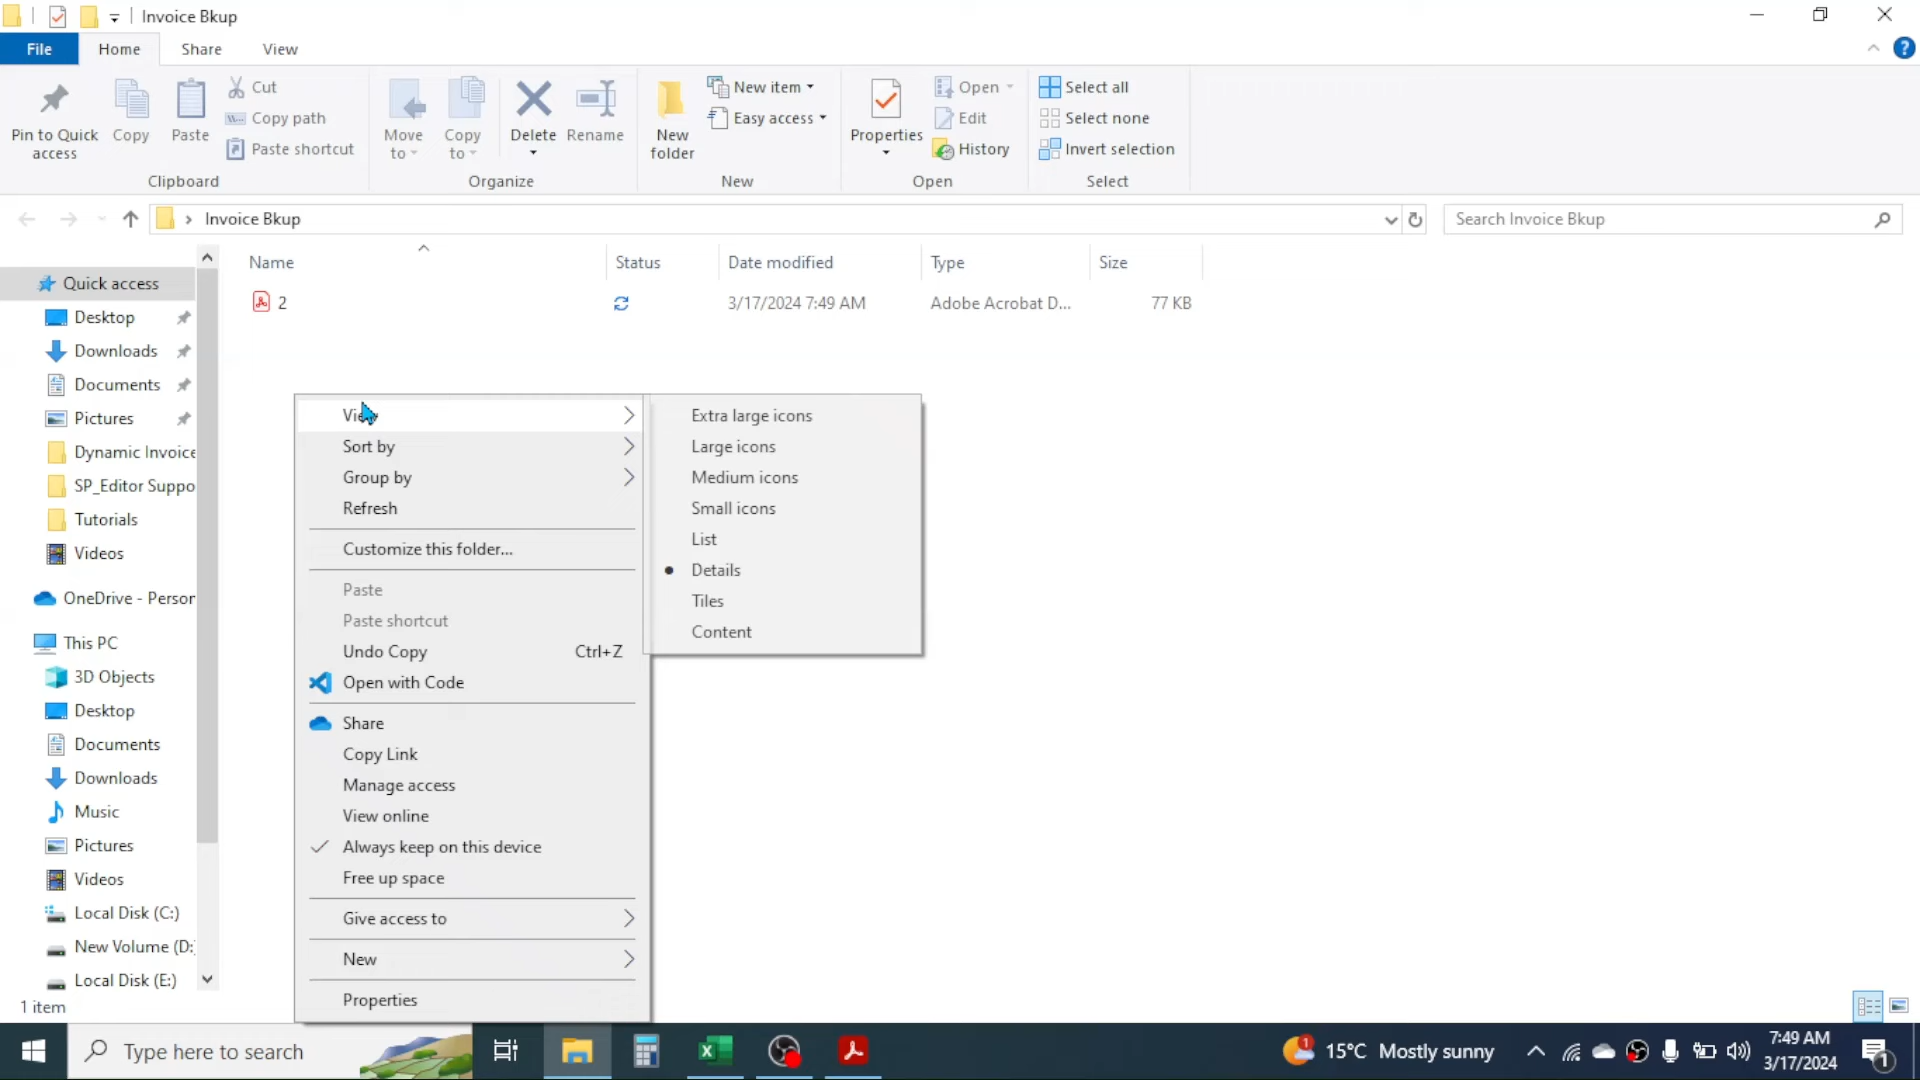 Invoice Bkup
File Home Share View
Pin to Quick access
Copy
Paste
Cut
Copy path
Paste shortcut
Clipboard
Move to
Copy to
Delete
Rename
Organize
New folder
New item
Easy access
New
Properties
Open
Edit
History
Open
Select all
Select none
Invert selection
Select
Invoice Bkup
Search Invoice Bkup
Quick access
Desktop
Downloads
Documents
Pictures
Dynamic Invoice
SP_Editor Suppo
Tutorials
Videos
OneDrive - Person
This PC
3D Objects
Desktop
Documents
Downloads
Music
Pictures
Videos
Local Disk (C:)
New Volume (D:)
Local Disk (E:)
Name Status Date modified Type Size
2 3/17/2024 7:49 AM Adobe Acrobat D... 77 KB
View
Sort by
Group by
Refresh
Customize this folder...
Paste
Paste shortcut
Undo Copy Ctrl+Z
Open with Code
Share
Copy Link
Manage access
View online
Always keep on this device
Free up space
Give access to
New
Properties
Extra large icons
Large icons
Medium icons
Small icons
List
Details
Tiles
Content
1 item
Type here to search
1
15°C Mostly sunny
7:49 AM
3/17/2024
1